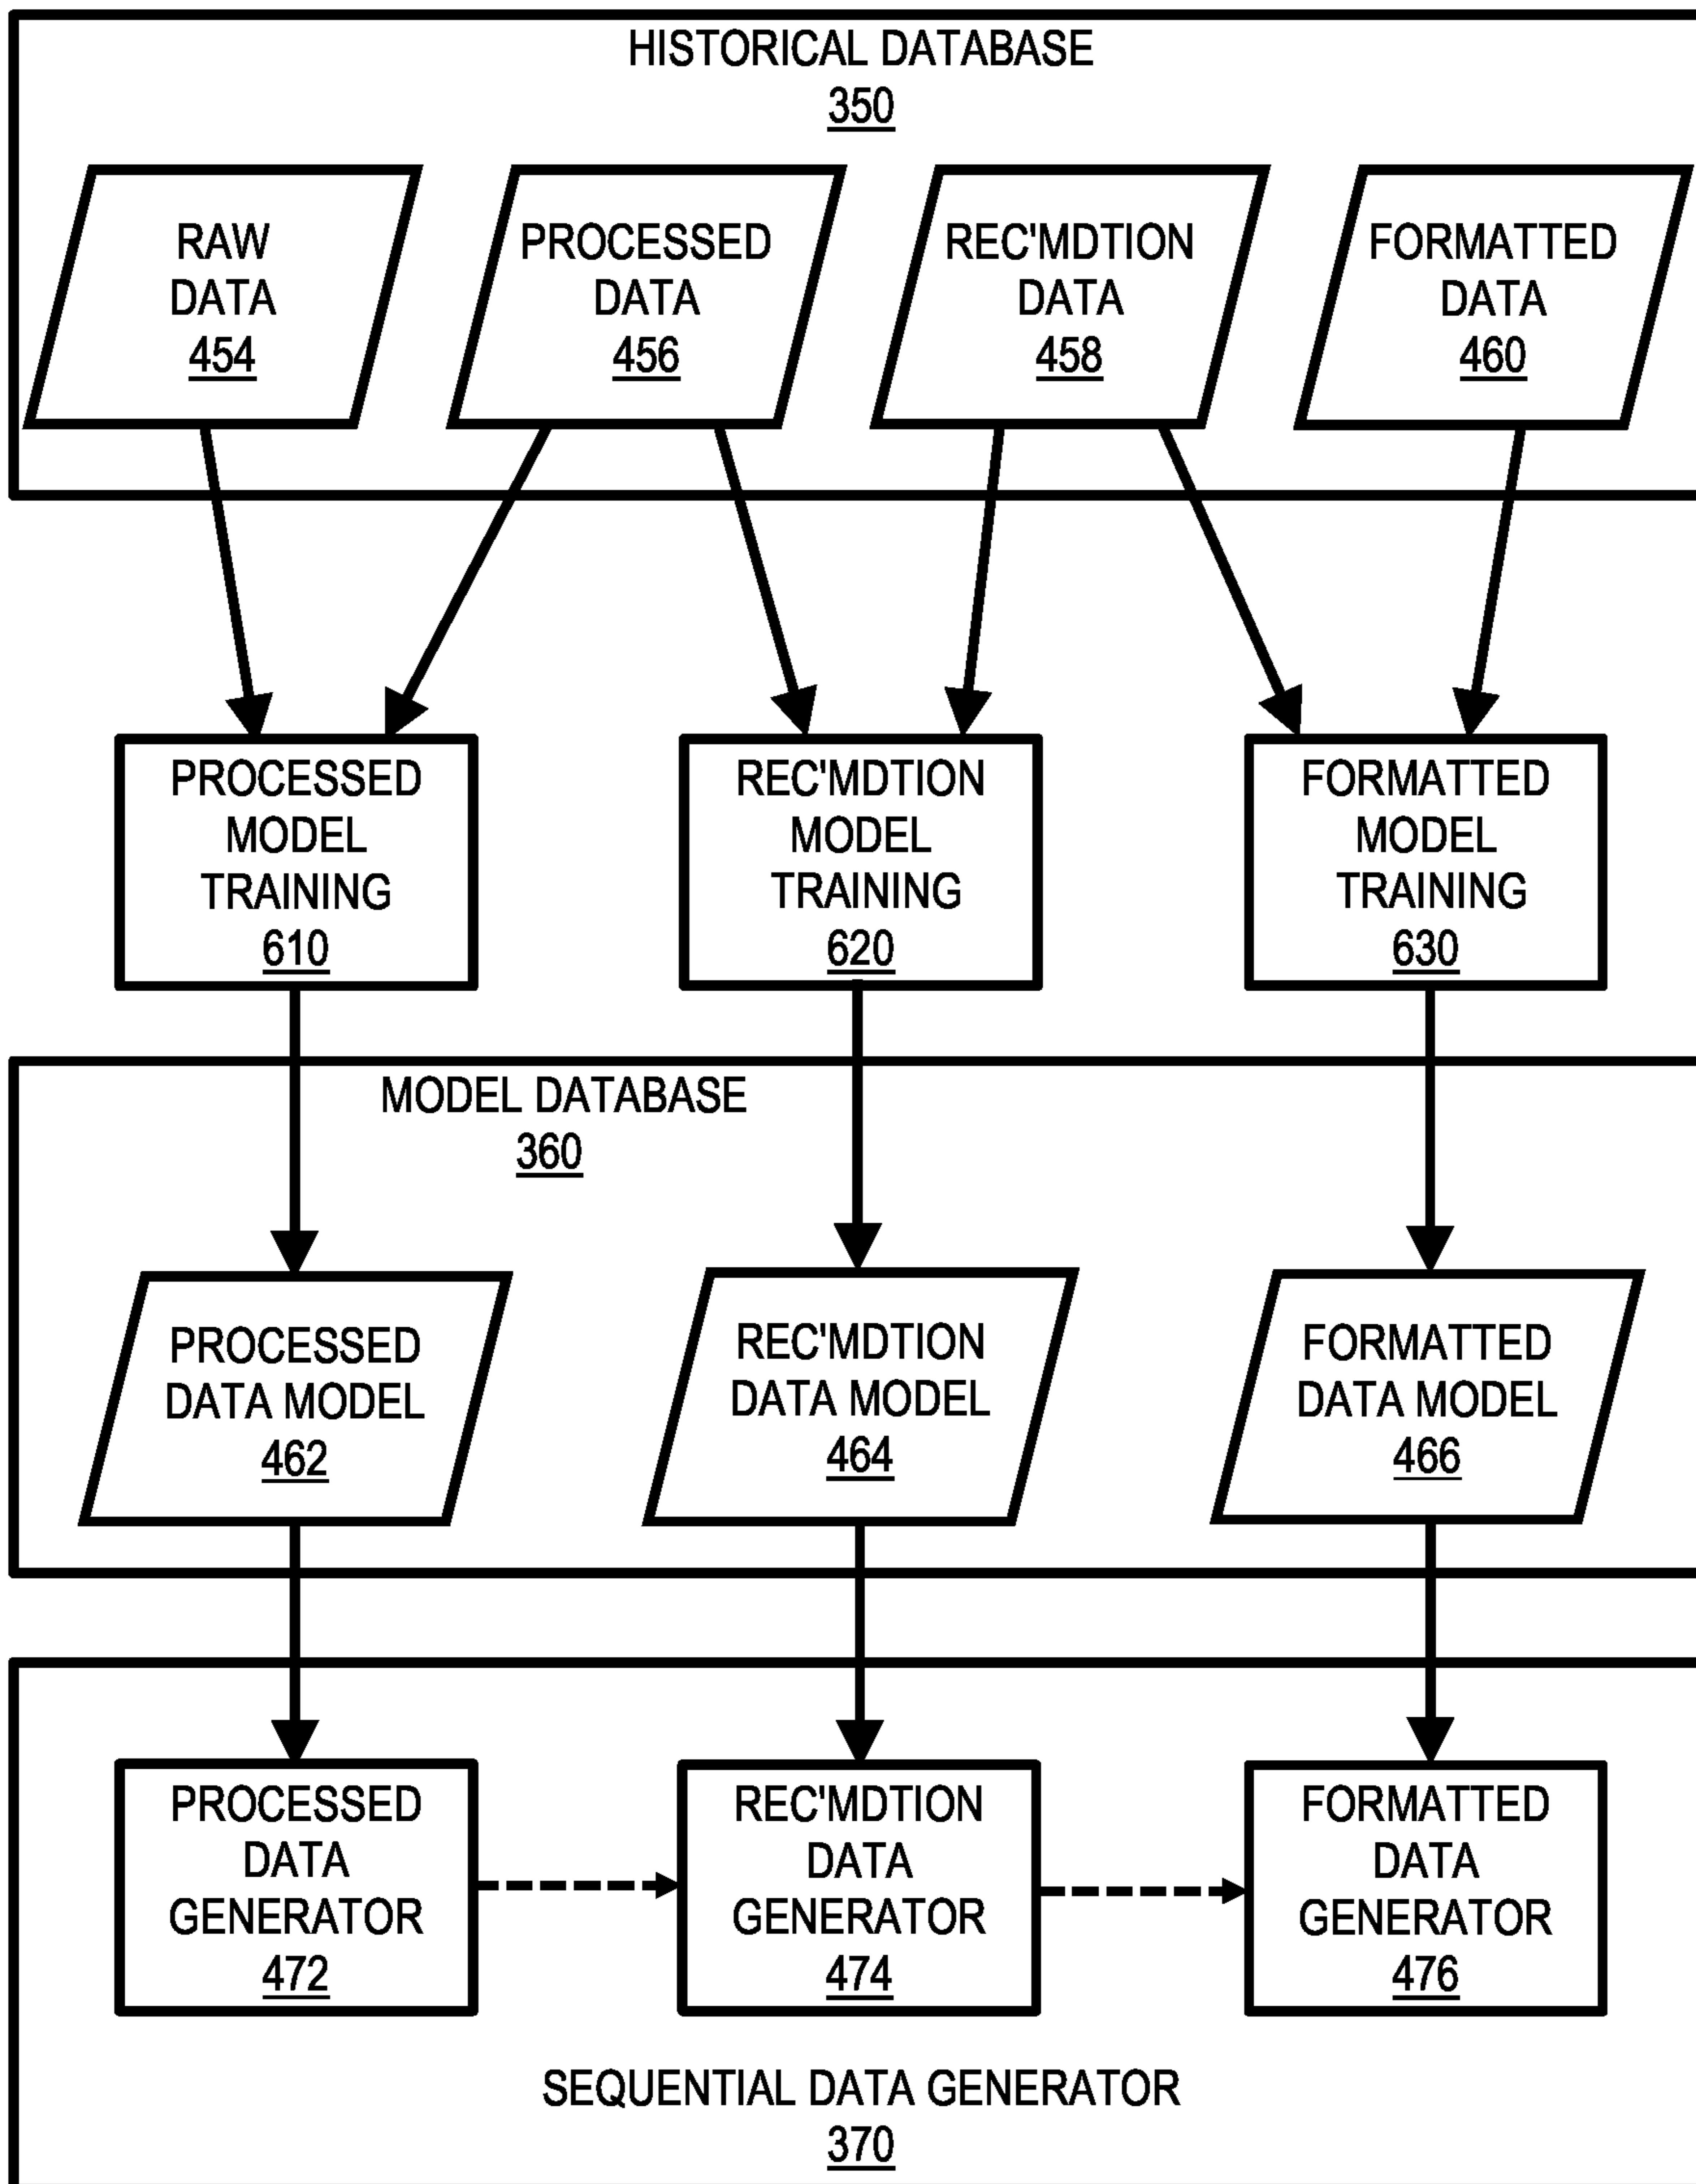 HISTORICAL DATABASE
350
RAW
DATA
454
PROCESSED
DATA
456
REC'MDTION
DATA
458
FORMATTED
DATA
460
PROCESSED
MODEL
TRAINING
610
REC'MDTION
MODEL
TRAINING
620
FORMATTED
MODEL
TRAINING
630
MODEL DATABASE
360
PROCESSED
DATA MODEL
462
REC'MDTION
DATA MODEL
464
FORMATTED
DATA MODEL
466
PROCESSED
DATA
GENERATOR
472
REC'MDTION
DATA
GENERATOR
474
FORMATTED
DATA
GENERATOR
476
SEQUENTIAL DATA GENERATOR
370